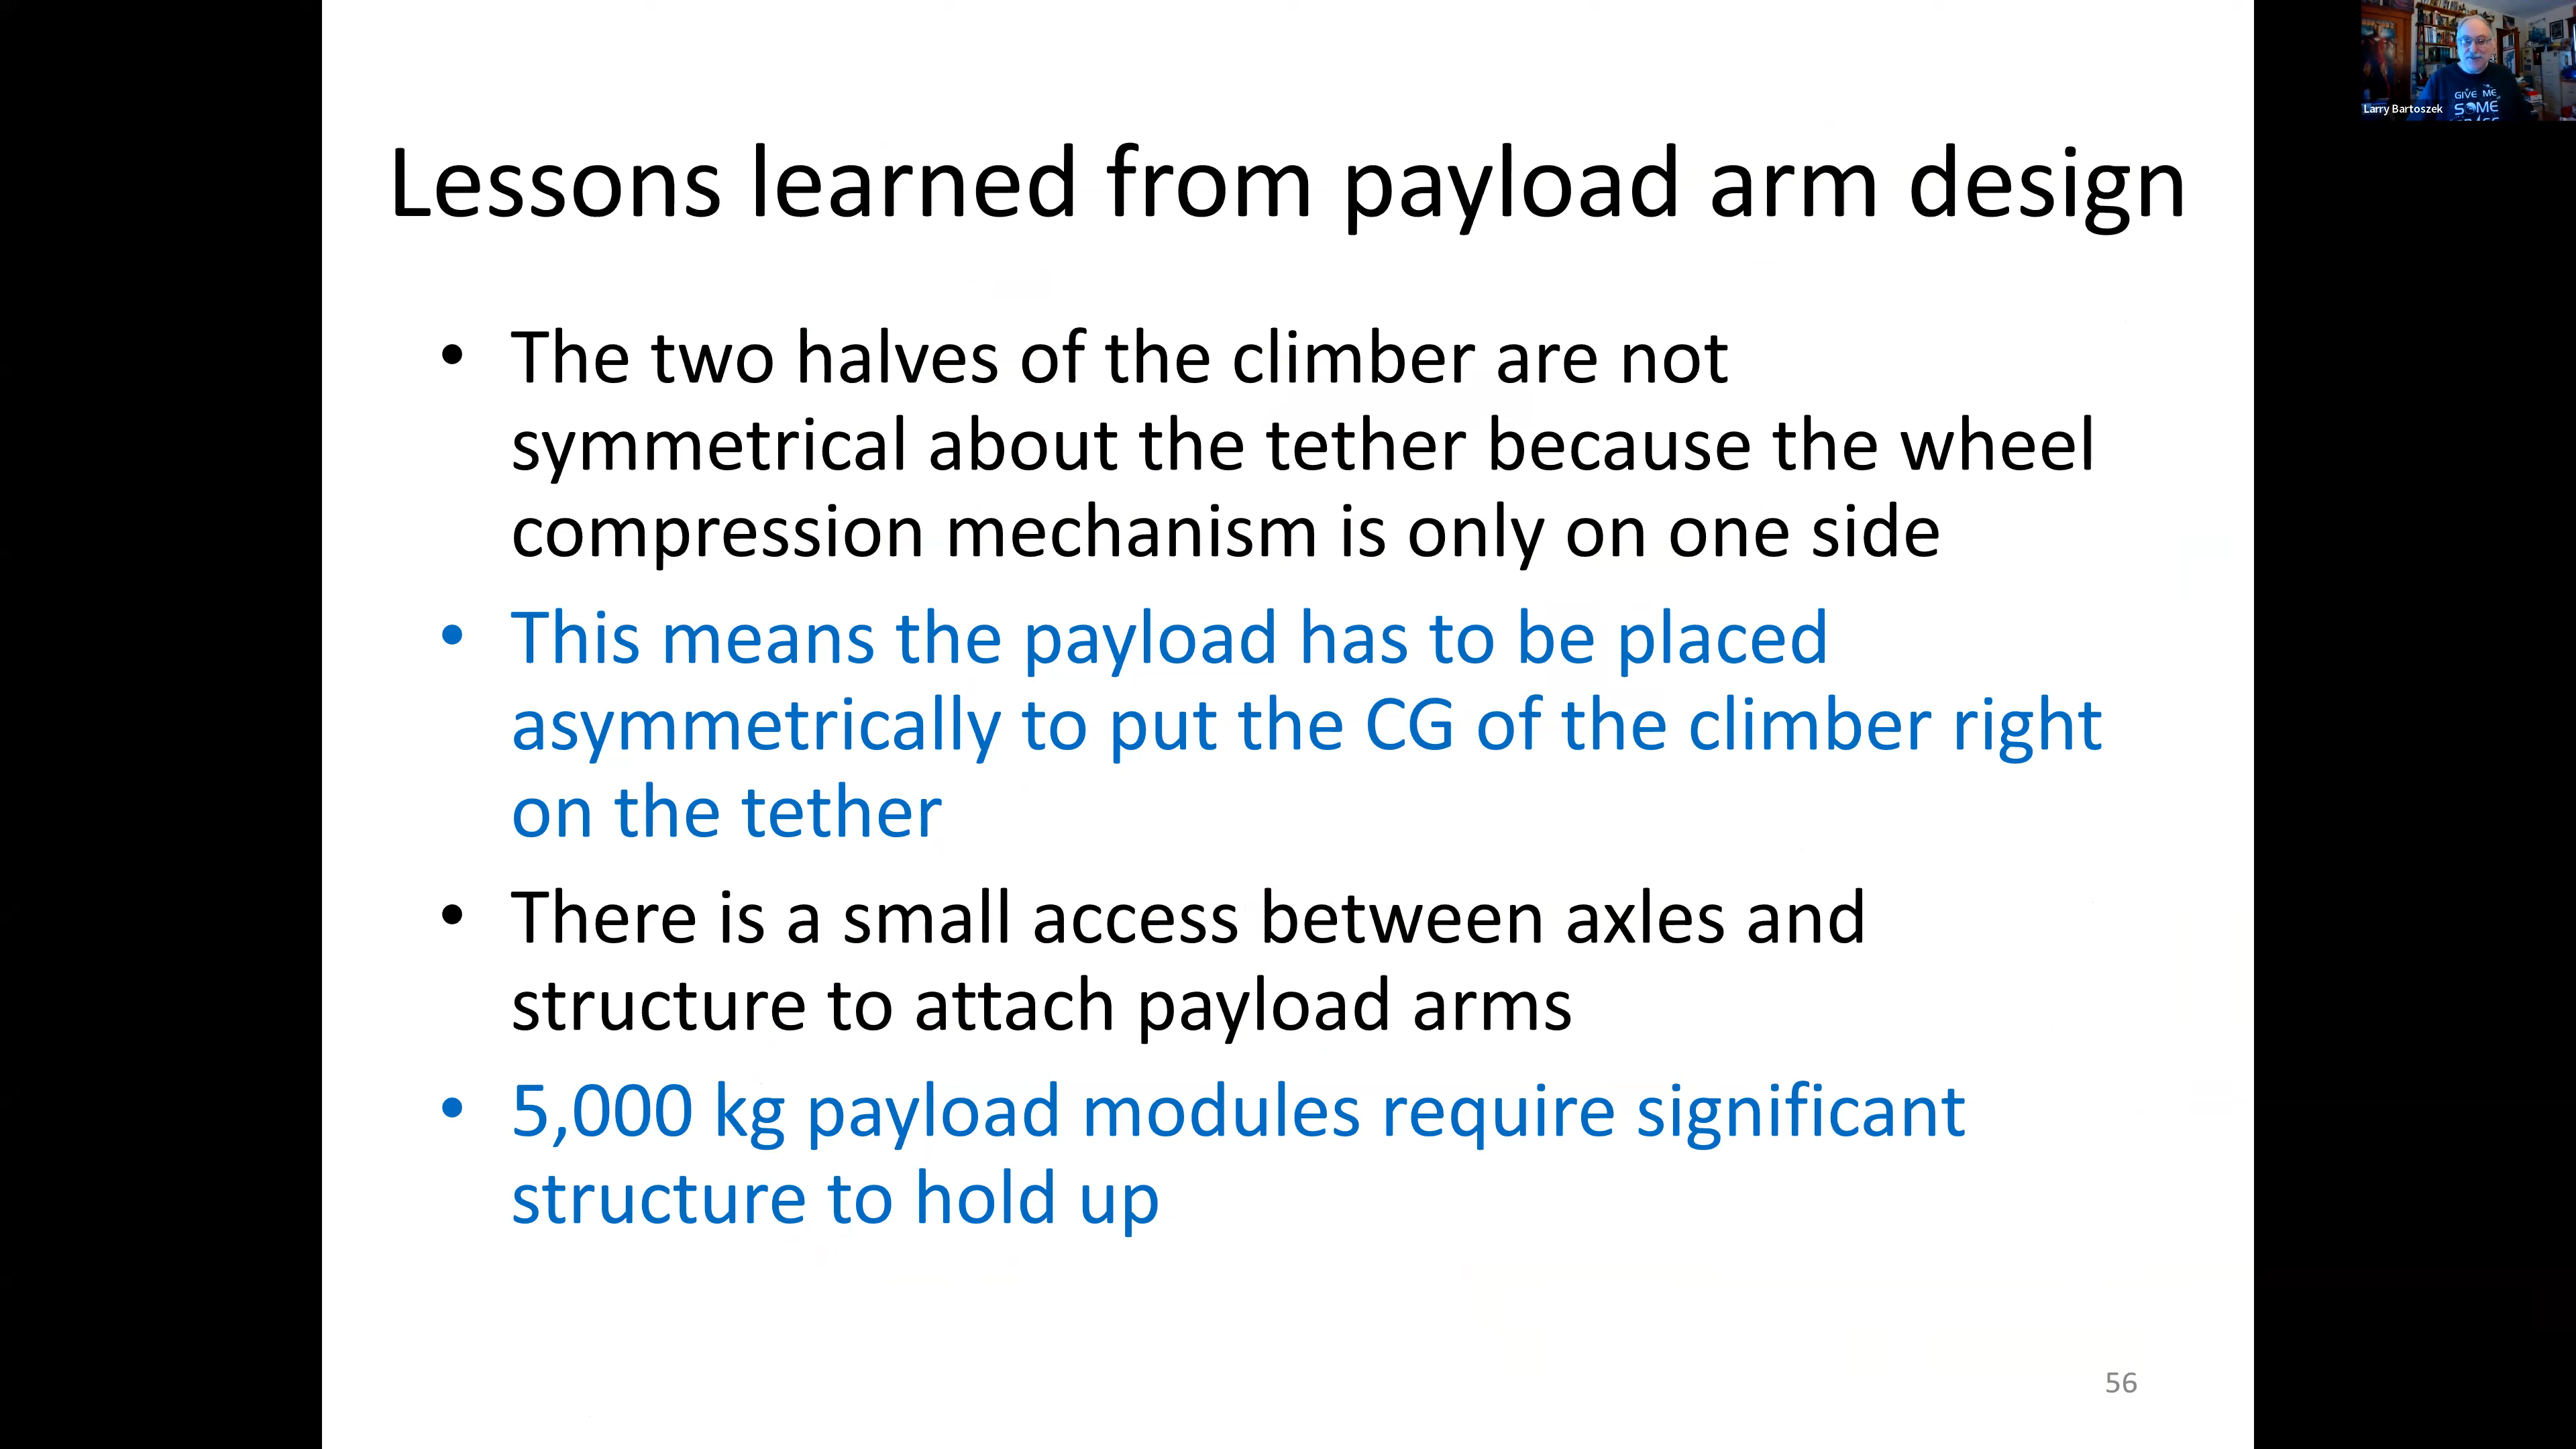 Lessons learned from payload arm design
• The two halves of the climber are not
symmetrical about the tether because the wheel
compression mechanism is only on one side
• This means the payload has to be placed
asymmetrically to put the CG of the climber right
on the tether
• There is a small access between axles and
structure to attach payload arms
• 5,000 kg payload modules require significant
structure to hold up
56
Larry Bartoszek
GIVE ME
SOME